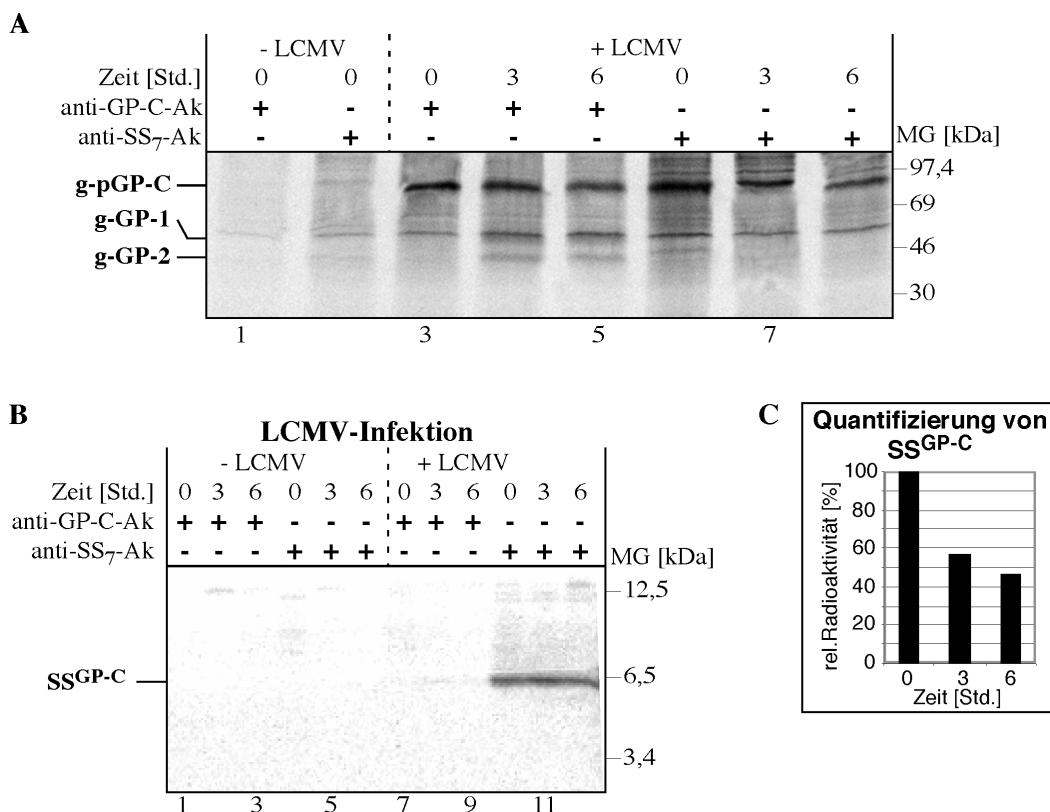 A
- LCMV + LCMV
Zeit [Std.] 0 0 0 3 6 0 3 6
anti-GP-C-Ak + - + + + - - -
anti-SS7-Ak - + - - - + + + MG [kDa]
97,4
g-pGP-C
69
g-GP-1
46
g-GP-2
30
1 3 5 7
B
LCMV-Infektion
- LCMV + LCMV
Zeit [Std.] 0 3 6 0 3 6 0 3 6 0 3 6
anti-GP-C-Ak + + + - - - + + + - - -
anti-SS7-Ak - - - + + + - - - + + + MG [kDa]
12,5
SSGP-C
6,5
3,4
1 3 5 7 9 11
C
Quantifizierung von
SSGP-C
rel.Radioaktivität [%]
100
80
60
40
20
0
0 3 6
Zeit [Std.]